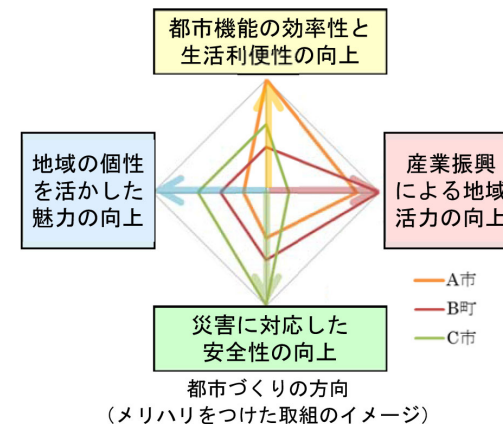 都市機能の効率性と
生活利便性の向上
地域の個性
を活かした
魅力の向上
産業振興
による地域
活力の向上
A市
B町
C市
災害に対応した
安全性の向上
都市づくりの方向
（メリハリをつけた取組のイメージ）